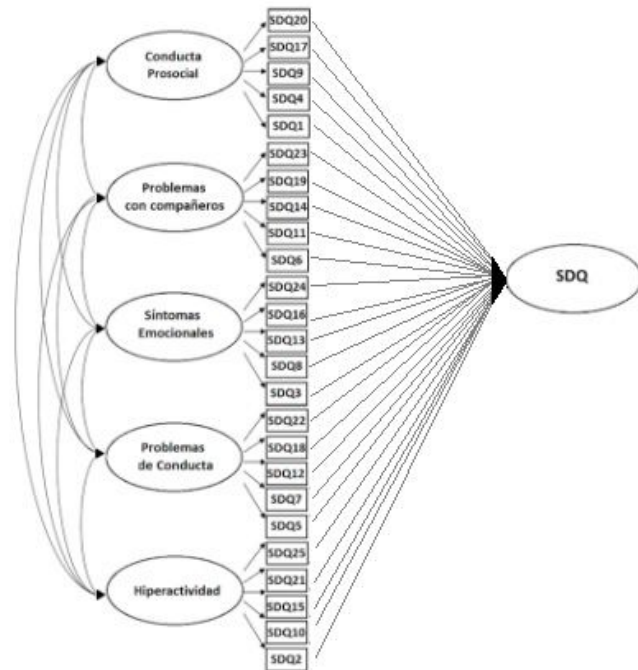 Conducta
Prosocial
SDQ20
SDQ17
SDQ9
SDQ4
SDQ1
Problemas
con compañeros
SDQ23
SDQ19
SDQ14
SDQ11
SDQ6
Síntomas
Emocionales
SDQ24
SDQ16
SDQ13
SDQ8
SDQ3
Problemas
de Conducta
SDQ22
SDQ18
SDQ12
SDQ7
SDQ5
Hiperactividad
SDQ25
SDQ21
SDQ15
SDQ10
SDQ2
SDQ